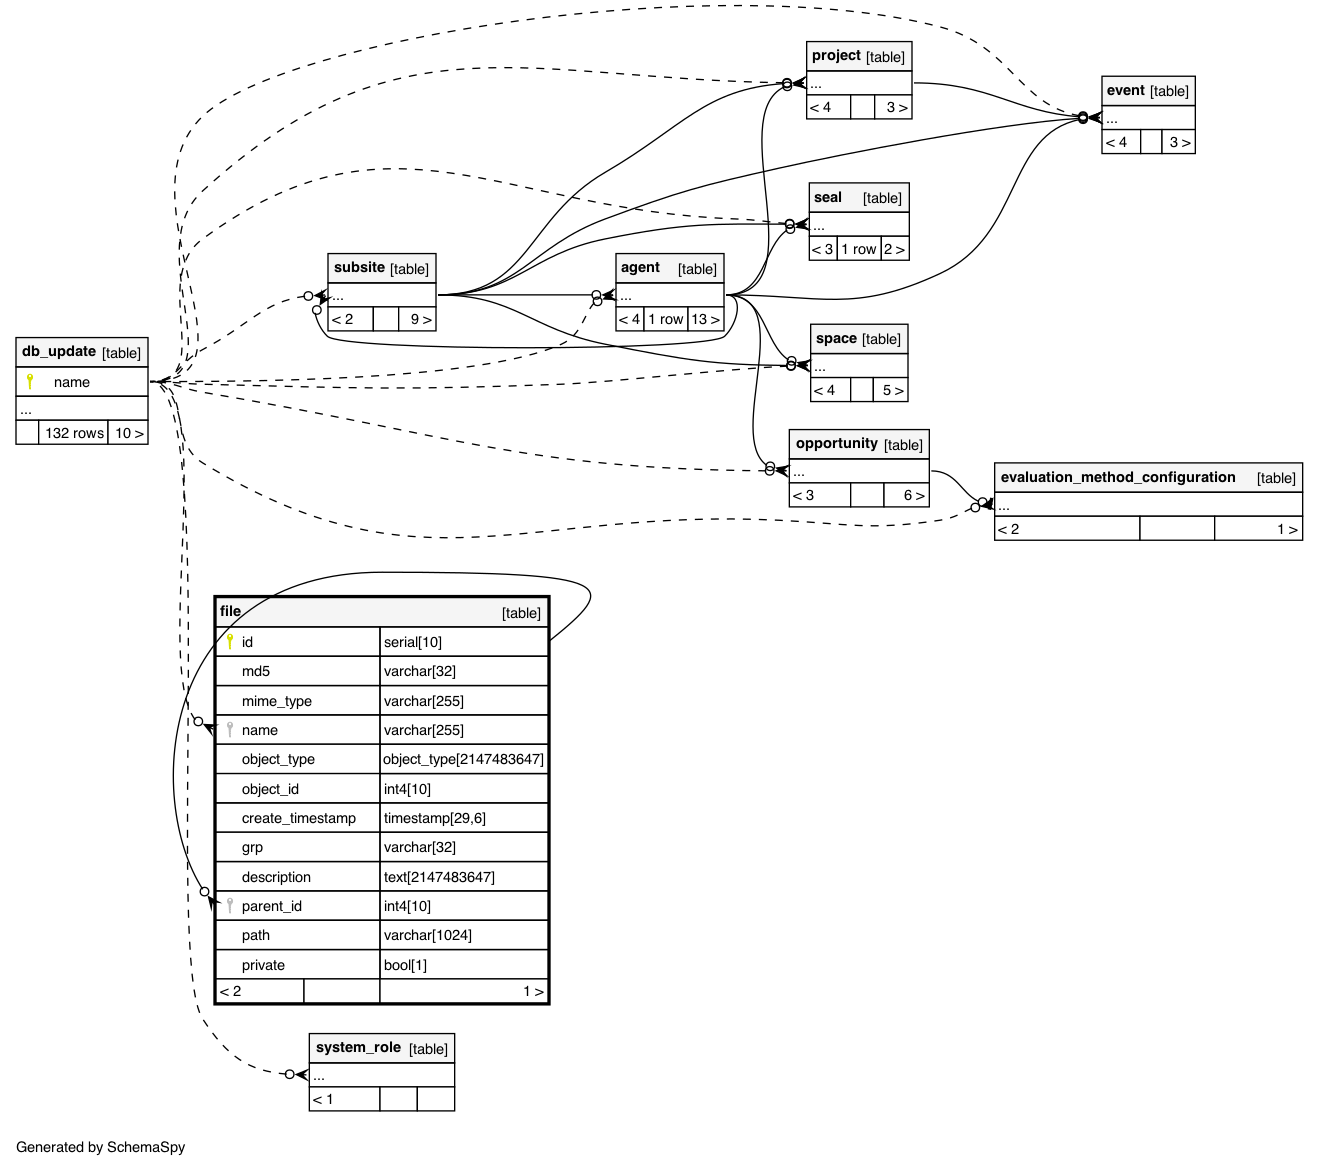 project [table]
...
< 4 3 >
event [table]
...
< 4 3 >
seal [table]
...
< 3 1 row 2 >
subsite [table]
...
< 2 9 >
agent [table]
...
< 4 1 row 13 >
space [table]
...
< 4 5 >
db_update [table]
name
...
132 rows 10 >
opportunity [table]
...
< 3 6 >
evaluation_method_configuration [table]
...
< 2 1 >
file [table]
id serial[10]
md5 varchar[32]
mime_type varchar[255]
name varchar[255]
object_type object_type[2147483647]
object_id int4[10]
create_timestamp timestamp[29,6]
grp varchar[32]
description text[2147483647]
parent_id int4[10]
path varchar[1024]
private bool[1]
< 2 1 >
system_role [table]
...
< 1
Generated by SchemaSpy